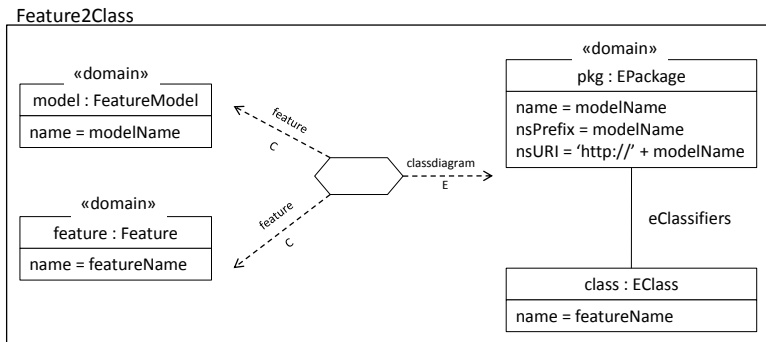 Feature2Class
«domain»
model : FeatureModel
name = modelName
feature
C
«domain»
feature : Feature
name = featureName
feature
C
classdiagram
E
«domain»
pkg : EPackage
name = modelName
nsPrefix = modelName
nsURI = ‘http://’ + modelName
eClassifiers
class : EClass
name = featureName